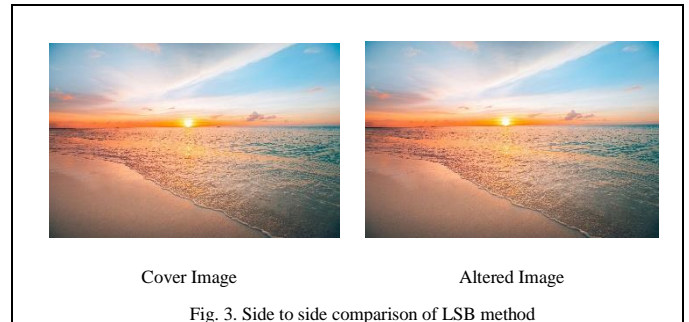 Cover Image Altered Image
Fig. 3. Side to side comparison of LSB method